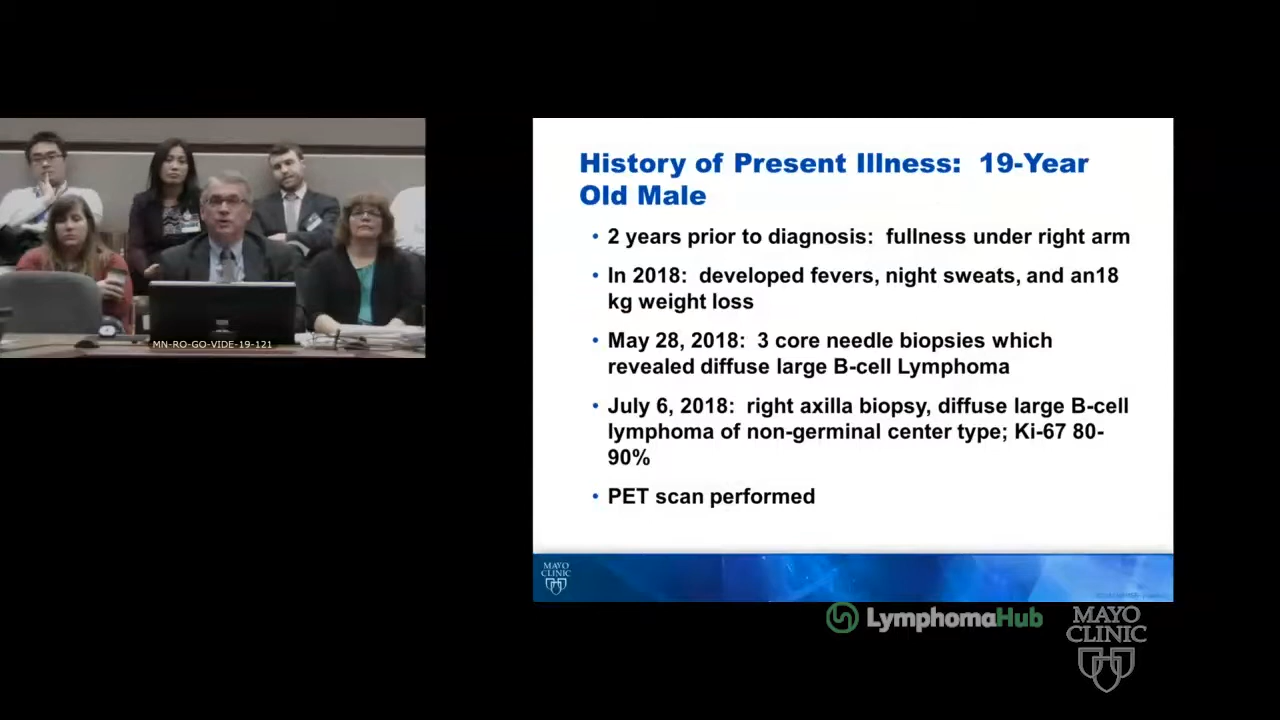 History of Present Illness: 19-Year
Old Male
• 2 years prior to diagnosis: fullness under right arm
• In 2018: developed fevers, night sweats, and an18
kg weight loss
• May 28, 2018: 3 core needle biopsies which
revealed diffuse large B-cell Lymphoma
• July 6, 2018: right axilla biopsy, diffuse large B-cell
lymphoma of non-germinal center type; Ki-67 80-
90%
• PET scan performed
MN-RO-GO-VIDE-19-121
MAYO
CLINIC
LymphomaHub
MAYO
CLINIC